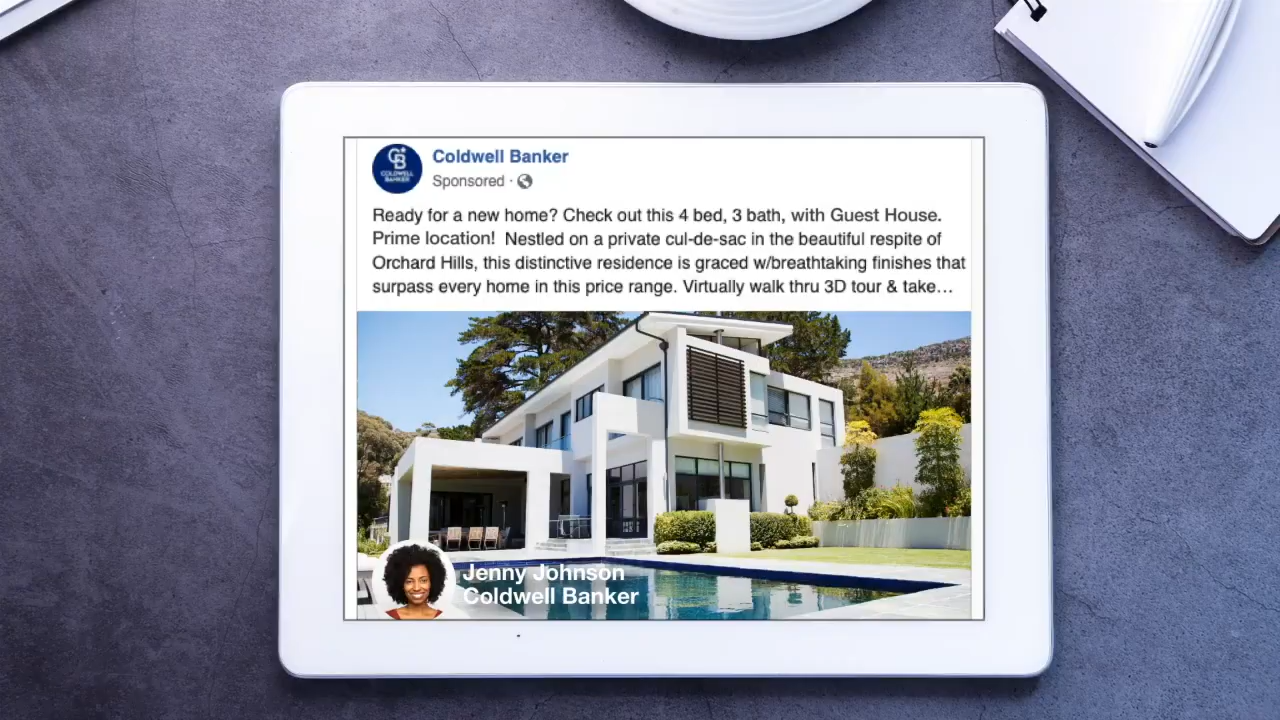 CB
COLDWELL
BANKER
Coldwell Banker
Sponsored ·
Ready for a new home? Check out this 4 bed, 3 bath, with Guest House.
Prime location! Nestled on a private cul-de-sac in the beautiful respite of
Orchard Hills, this distinctive residence is graced w/breathtaking finishes that
surpass every home in this price range. Virtually walk thru 3D tour & take...
Jenny Johnson
Coldwell Banker